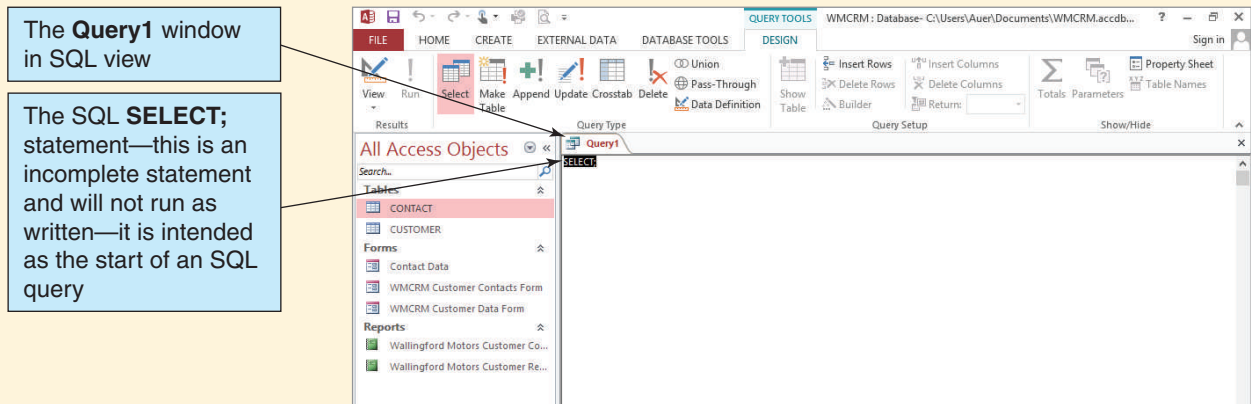 The Query1 window
in SQL view
The SQL SELECT;
statement—this is an
incomplete statement
and will not run as
written—it is intended
as the start of an SQL
query
QUERY TOOLS
WMCRM : Database- C:\Users\Auer\Documents\WMCRM.accdb...
?
FILE
HOME
CREATE
EXTERNAL DATA
DATABASE TOOLS
DESIGN
Sign in
View
Run
Select
Make
Table
Append
Update
Crosstab
Delete
Union
Pass-Through
Data Definition
Show
Table
Insert Rows
Delete Rows
Builder
Insert Columns
Delete Columns
Return:
Totals
Parameters
Property Sheet
Table Names
Results
Query Type
Query Setup
Show/Hide
All Access Objects
Search...
Tables
CONTACT
CUSTOMER
Forms
Contact Data
WMCRM Customer Contacts Form
WMCRM Customer Data Form
Reports
Wallingford Motors Customer Co...
Wallingford Motors Customer Re...
Query1
SELECT;